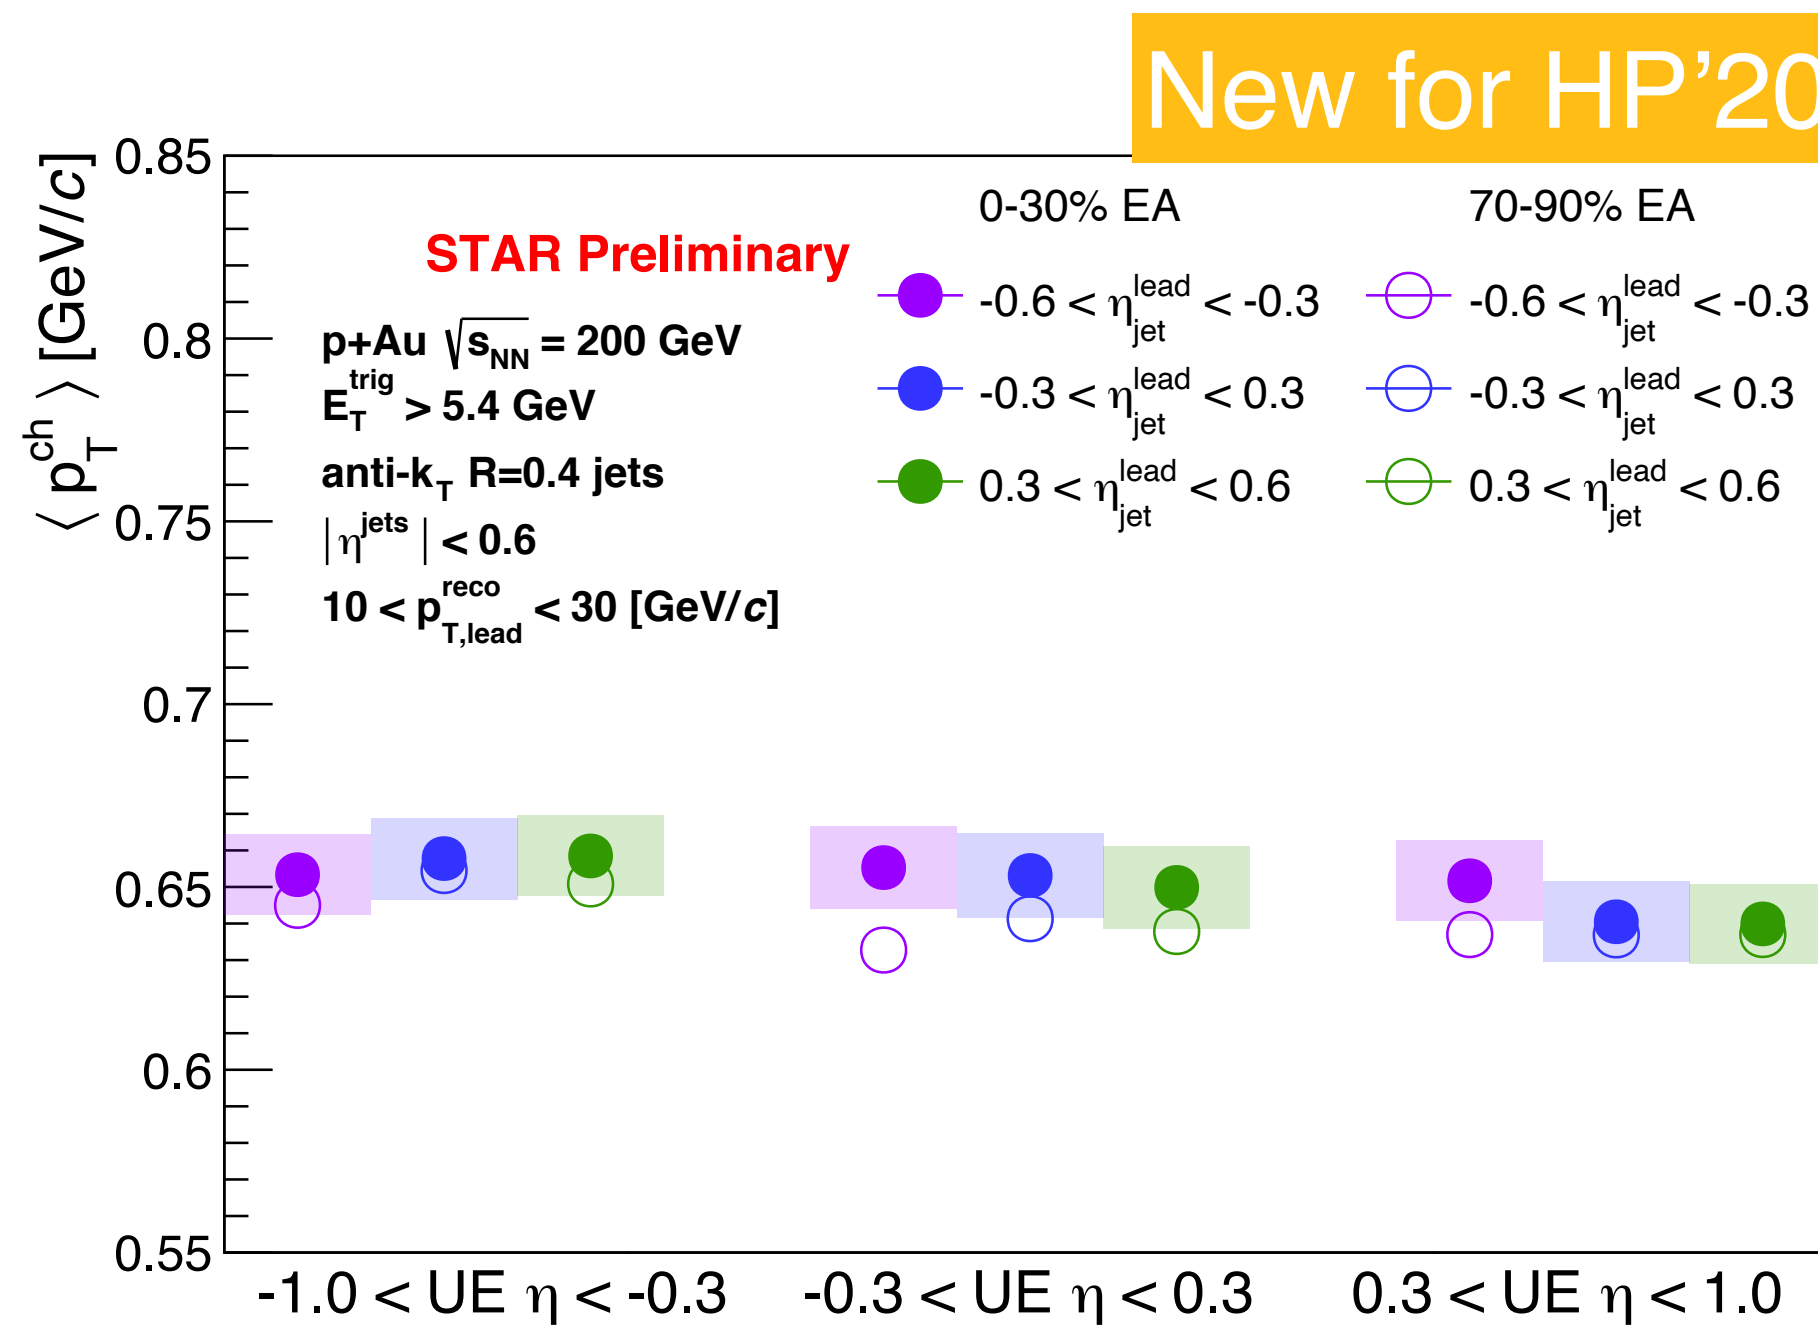 New for HP'20
⟨ p_T^ch ⟩ [GeV/c]
0.85
0.8
0.75
0.7
0.65
0.6
0.55
STAR Preliminary
p+Au √s_NN = 200 GeV
E_T^trig > 5.4 GeV
anti-k_T R=0.4 jets
|η^jets| < 0.6
10 < p_T,lead^reco < 30 [GeV/c]
0-30% EA
-0.6 < η_jet^lead < -0.3
-0.3 < η_jet^lead < 0.3
0.3 < η_jet^lead < 0.6
70-90% EA
-0.6 < η_jet^lead < -0.3
-0.3 < η_jet^lead < 0.3
0.3 < η_jet^lead < 0.6
-1.0 < UE η < -0.3
-0.3 < UE η < 0.3
0.3 < UE η < 1.0